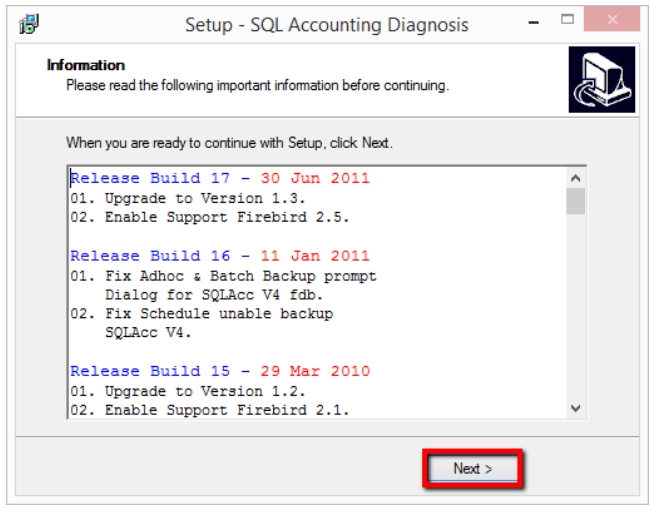 Setup - SQL Accounting Diagnosis
Information
Please read the following important information before continuing.
When you are ready to continue with Setup, click Next.
Release Build 17 - 30 Jun 2011
01. Upgrade to Version 1.3.
02. Enable Support Firebird 2.5.
Release Build 16 - 11 Jan 2011
01. Fix Adhoc & Batch Backup prompt
Dialog for SQLAcc V4 fdb.
02. Fix Schedule unable backup
SQLAcc V4.
Release Build 15 - 29 Mar 2010
01. Upgrade to Version 1.2.
02. Enable Support Firebird 2.1.
Next >